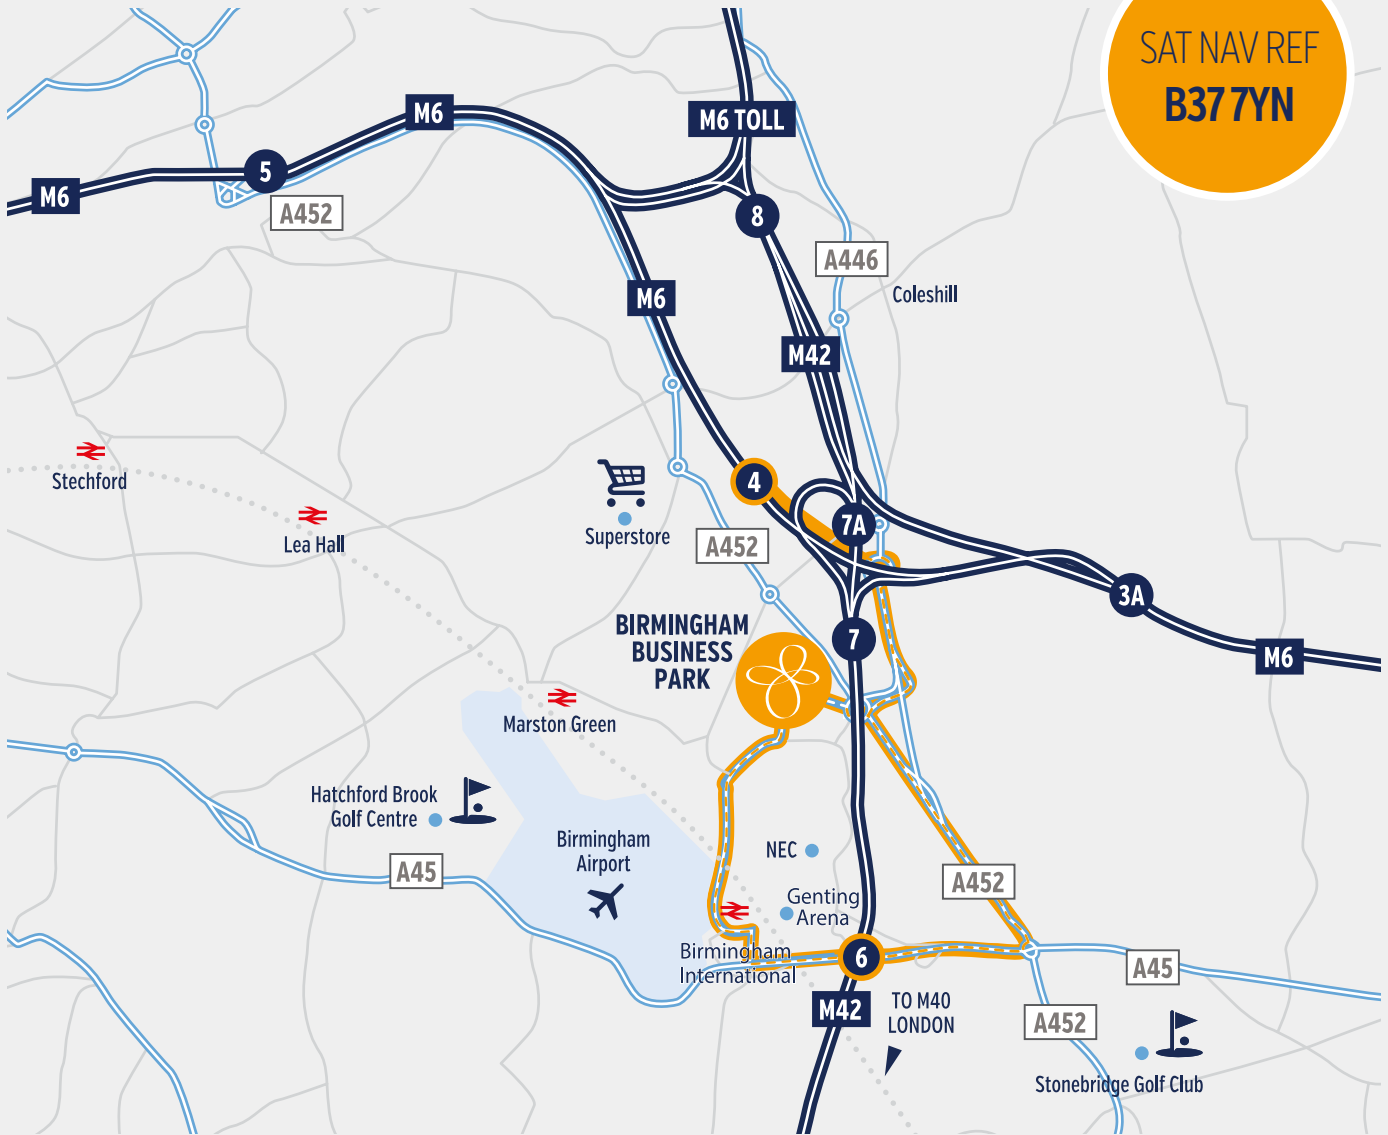 SAT NAV REF
B37 7YN
M6
M6 TOLL
5
M6
A452
8
A446
Coleshill
M6
M42
Stechford
4
Lea Hall
Superstore
7A
A452
3A
BIRMINGHAM
BUSINESS
PARK
7
M6
Marston Green
Hatchford Brook
Golf Centre
Birmingham
Airport
NEC
A45
A452
Genting
Arena
Birmingham
International
6
A45
M42
TO M40
LONDON
A452
Stonebridge Golf Club